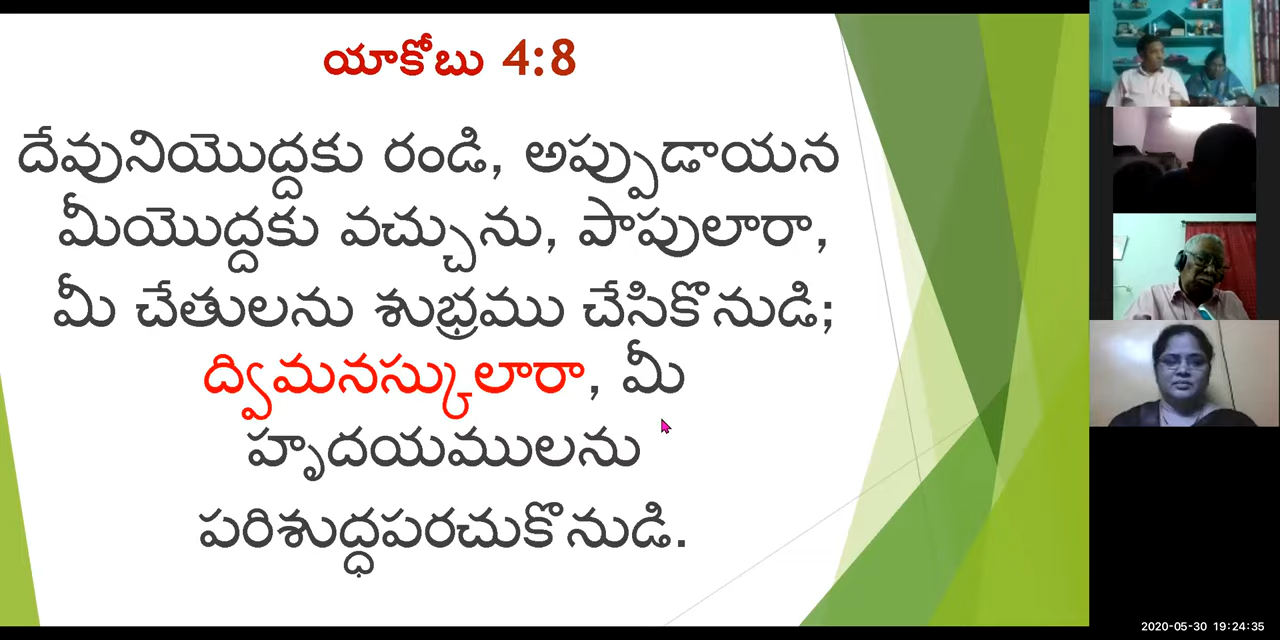 యాకోబు 4:8
దేవునియొద్దకు రండి, అప్పుడాయన
మీయొద్దకు వచ్చును, పాపులారా,
మీ చేతులను శుభ్రము చేసికొనుడి;
ద్విమనస్కులారా, మీ
హృదయములను
పరిశుద్ధపరచుకొనుడి.
2020-05-30 19:24:35